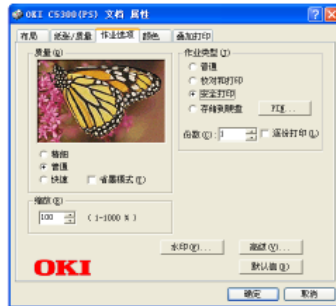 OKI C5300(PS) 文档 属性
布局 纸张/质量 作业选项 颜色 叠加打印
质量(Q)
精细
普通
快速
省墨模式(T)
缩放(E)
100 (1-1000 %)
作业类型(J)
普通
校对和打印
安全打印
存储到硬盘
PIN...
份数(C): 1 逐份打印(L)
水印(W)... 高级(V)...
OKI
默认值(D)
确定 取消